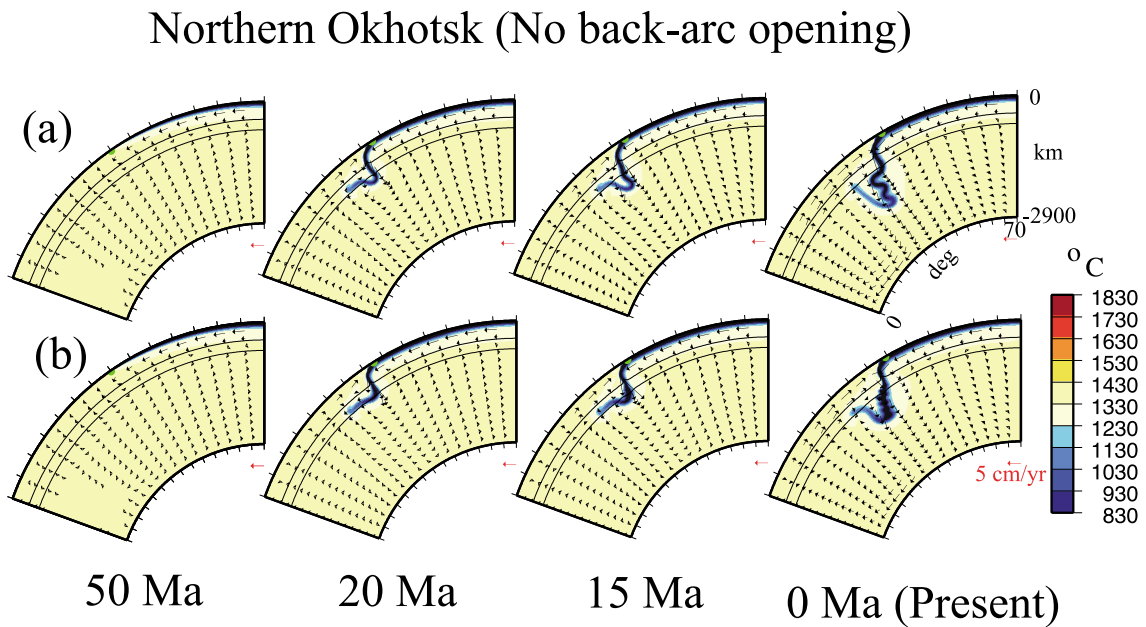 Northern Okhotsk (No back-arc opening)
(a)
0
km
-2900
70
deg
0
o C
1830
1730
1630
1530
1430
1330
1230
1130
1030
930
830
(b)
5 cm/yr
50 Ma
20 Ma
15 Ma
0 Ma (Present)